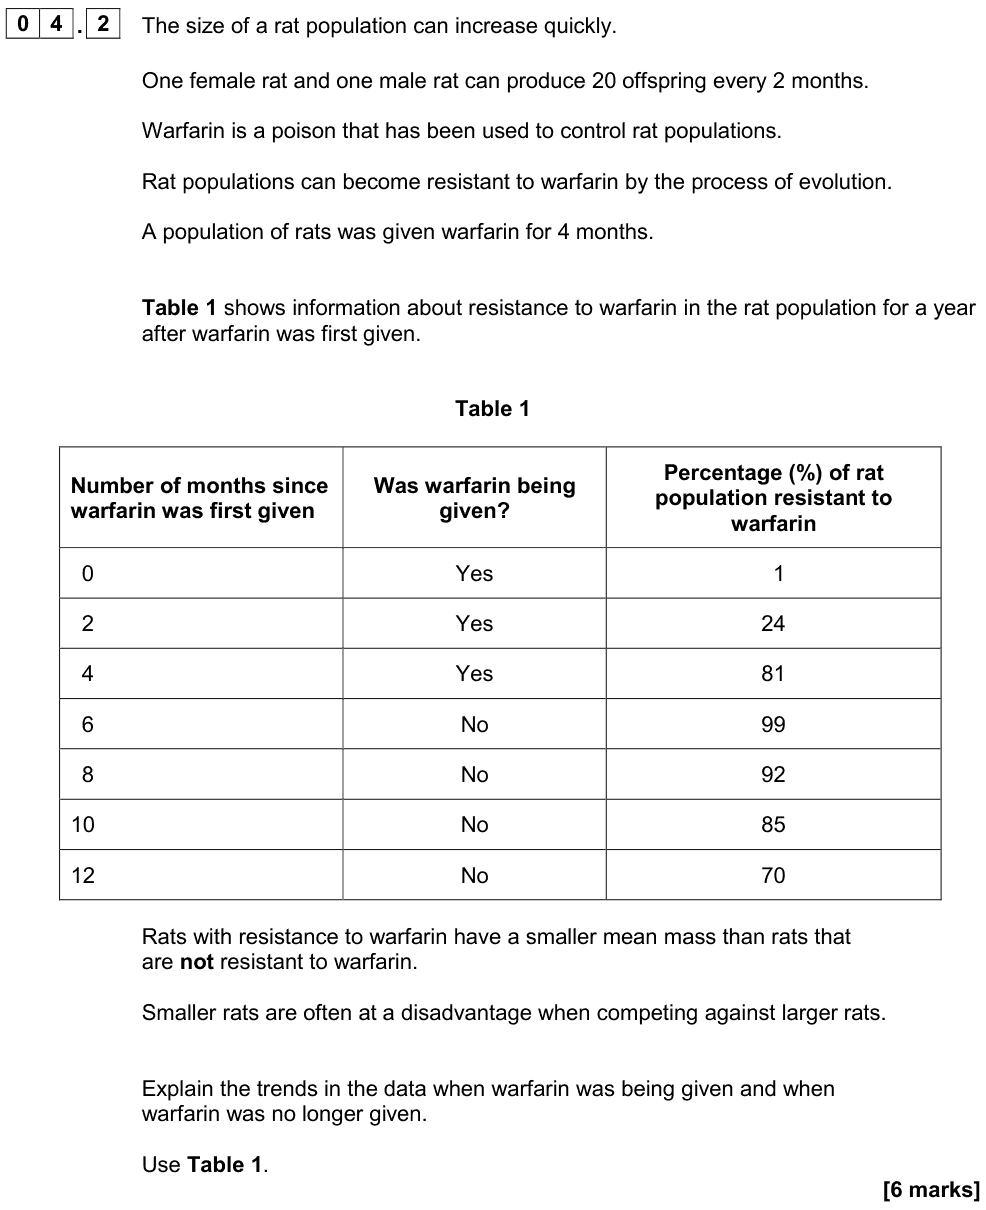 0 4 . 2 The size of a rat population can increase quickly.
One female rat and one male rat can produce 20 offspring every 2 months.
Warfarin is a poison that has been used to control rat populations.
Rat populations can become resistant to warfarin by the process of evolution.
A population of rats was given warfarin for 4 months.
Table 1 shows information about resistance to warfarin in the rat population for a year
after warfarin was first given.
Table 1
Number of months since
warfarin was first given
Was warfarin being
given?
Percentage (%) of rat
population resistant to
warfarin
0 Yes 1
2 Yes 24
4 Yes 81
6 No 99
8 No 92
10 No 85
12 No 70
Rats with resistance to warfarin have a smaller mean mass than rats that
are not resistant to warfarin.
Smaller rats are often at a disadvantage when competing against larger rats.
Explain the trends in the data when warfarin was being given and when
warfarin was no longer given.
Use Table 1.
[6 marks]